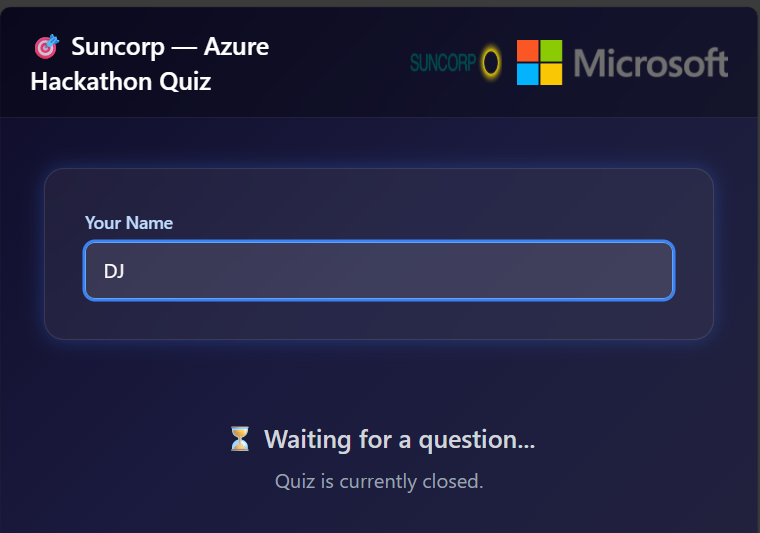 🎯 Suncorp — Azure
Hackathon Quiz
SUNCORP
Microsoft
Your Name
DJ
⏳ Waiting for a question...
Quiz is currently closed.